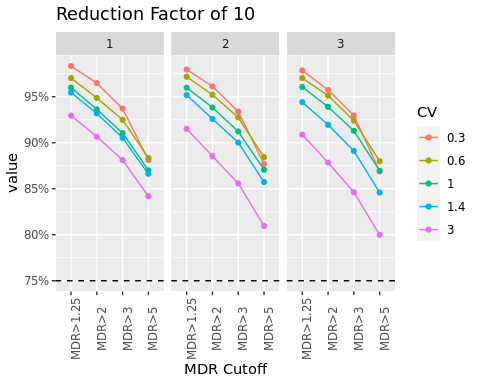 Reduction Factor of 10
1 2 3
value
95%
90%
85%
80%
75%
MDR>1.25 MDR>2 MDR>3 MDR>5 MDR>1.25 MDR>2 MDR>3 MDR>5 MDR>1.25 MDR>2 MDR>3 MDR>5
MDR Cutoff
CV
0.3
0.6
1
1.4
3